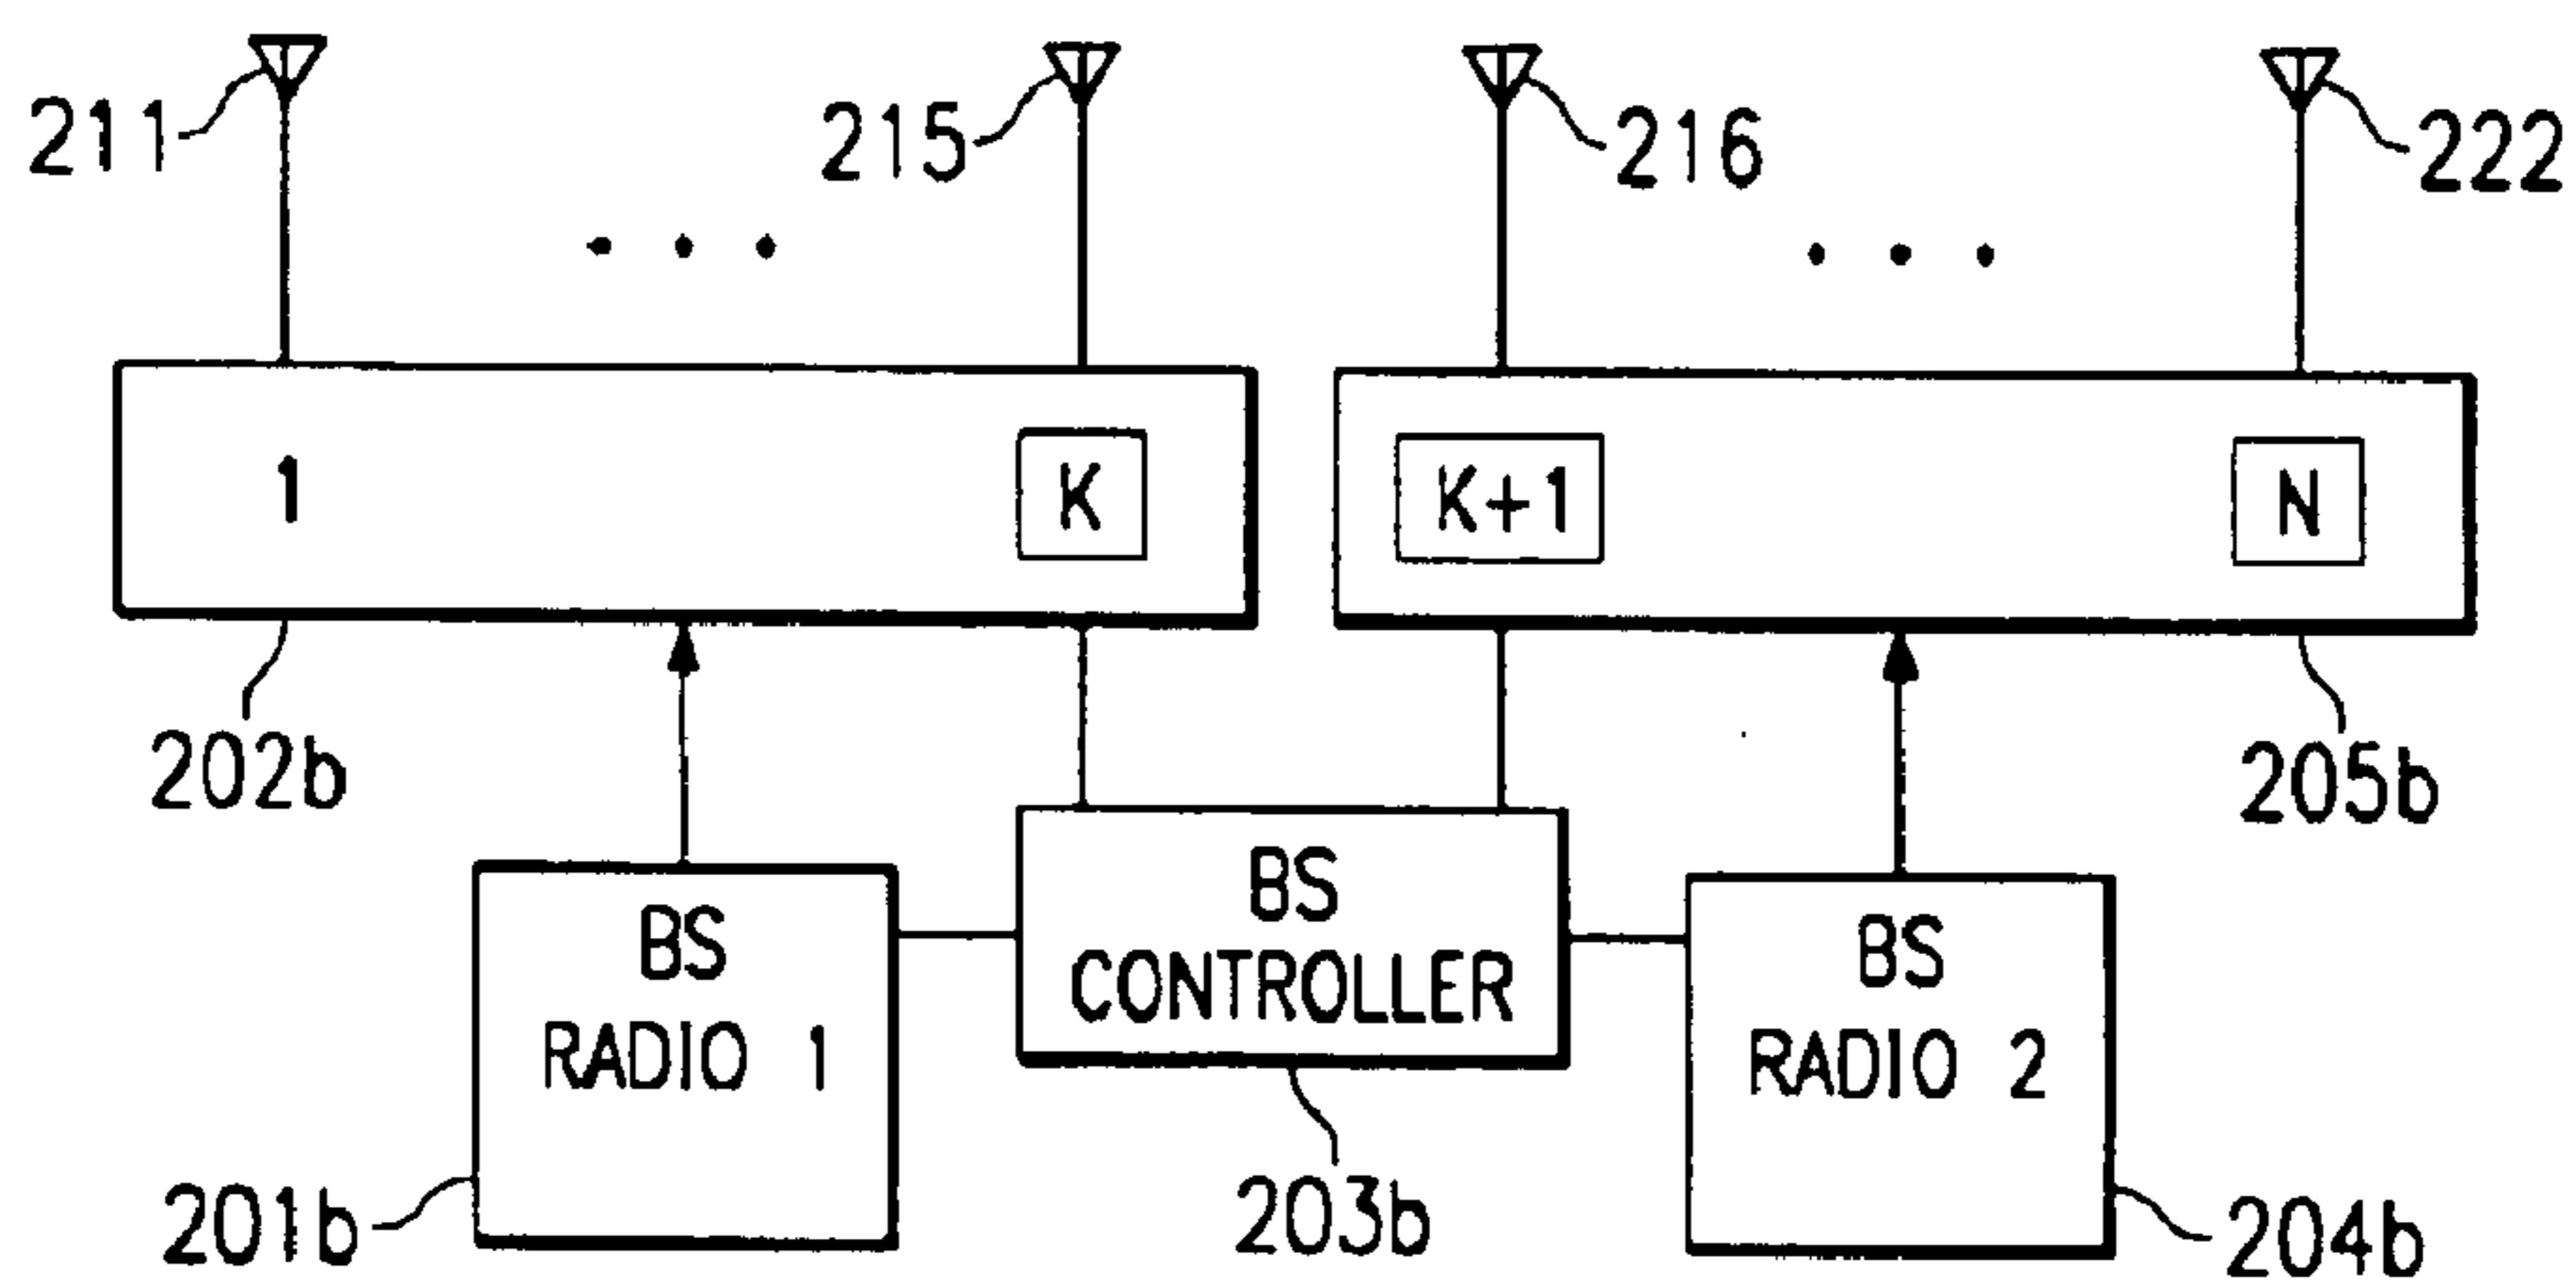 211
215
216
222
. . .
. . .
1
K
K+1
N
202b
205b
BS
RADIO 1
BS
CONTROLLER
BS
RADIO 2
201b
203b
204b